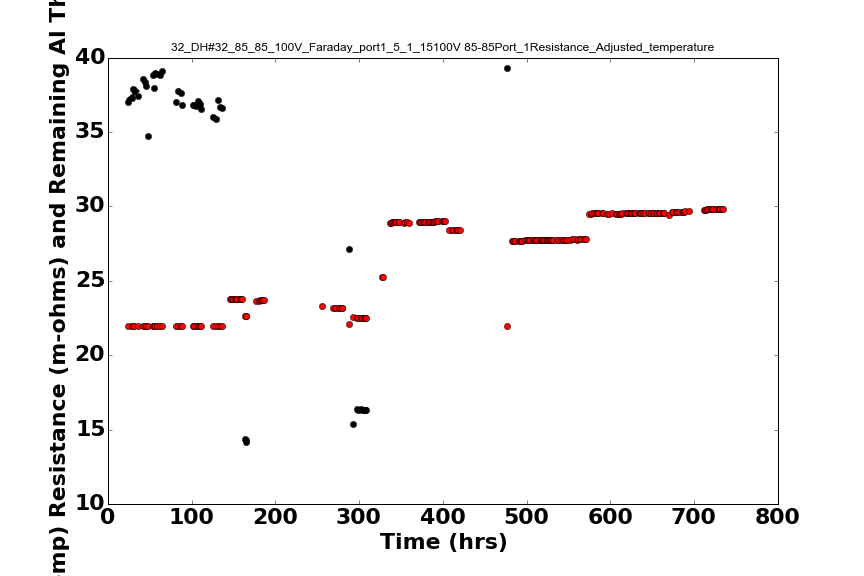 32_DH#32_85_85_100V_Faraday_port1_5_1_15100V 85-85Port_1Resistance_Adjusted_temperature
mp) Resistance (m-ohms) and Remaining Al Th
40
35
30
25
20
15
10
0 100 200 300 400 500 600 700 800
Time (hrs)